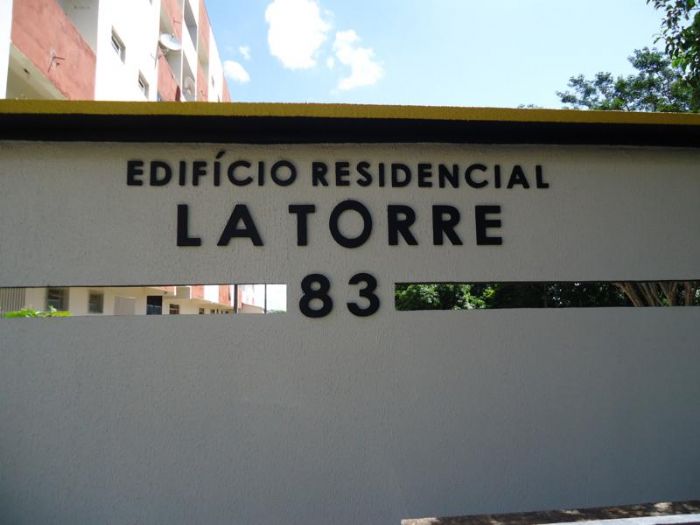 EDIFÍCIO RESIDENCIAL
LA TORRE
83